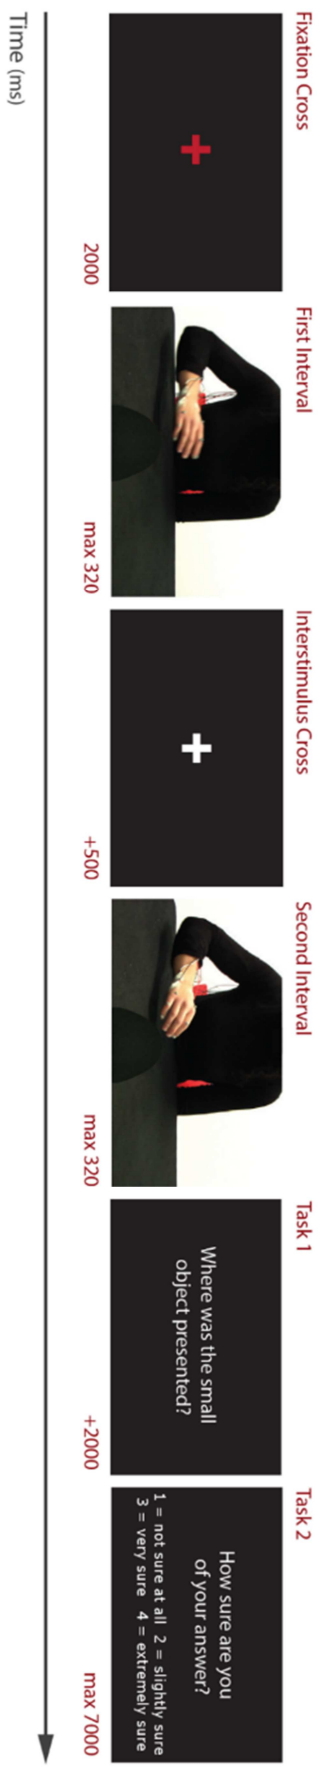 Fixation Cross
First Interval
Interstimulus Cross
Second Interval
Task 1
Task 2
Where was the small
object presented?
How sure are you
of your answer?
1 = not sure at all 2 = slightly sure
3 = very sure 4 = extremely sure
2000
max 320
+500
max 320
+2000
max 7000
Time (ms)